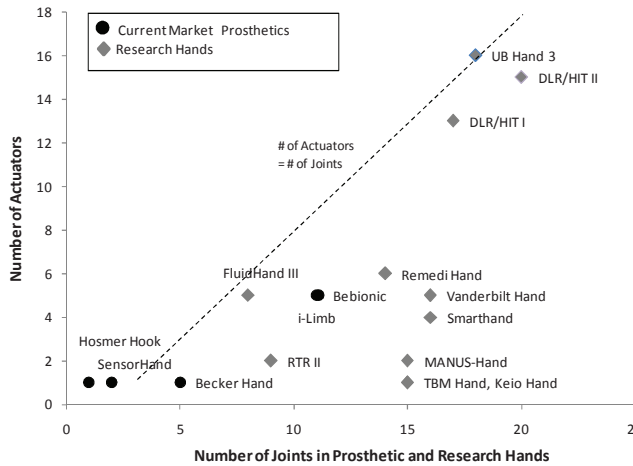 18
16
14
12
10
8
6
4
2
0
Number of Actuators
Current Market Prosthetics
Research Hands
UB Hand 3
DLR/HIT II
DLR/HIT I
# of Actuators
= # of Joints
FluidHand III
Remedi Hand
Bebionic
Vanderbilt Hand
i-Limb
Smarthand
Hosmer Hook
SensorHand
RTR II
MANUS-Hand
Becker Hand
TBM Hand, Keio Hand
0 5 10 15 20 25
Number of Joints in Prosthetic and Research Hands